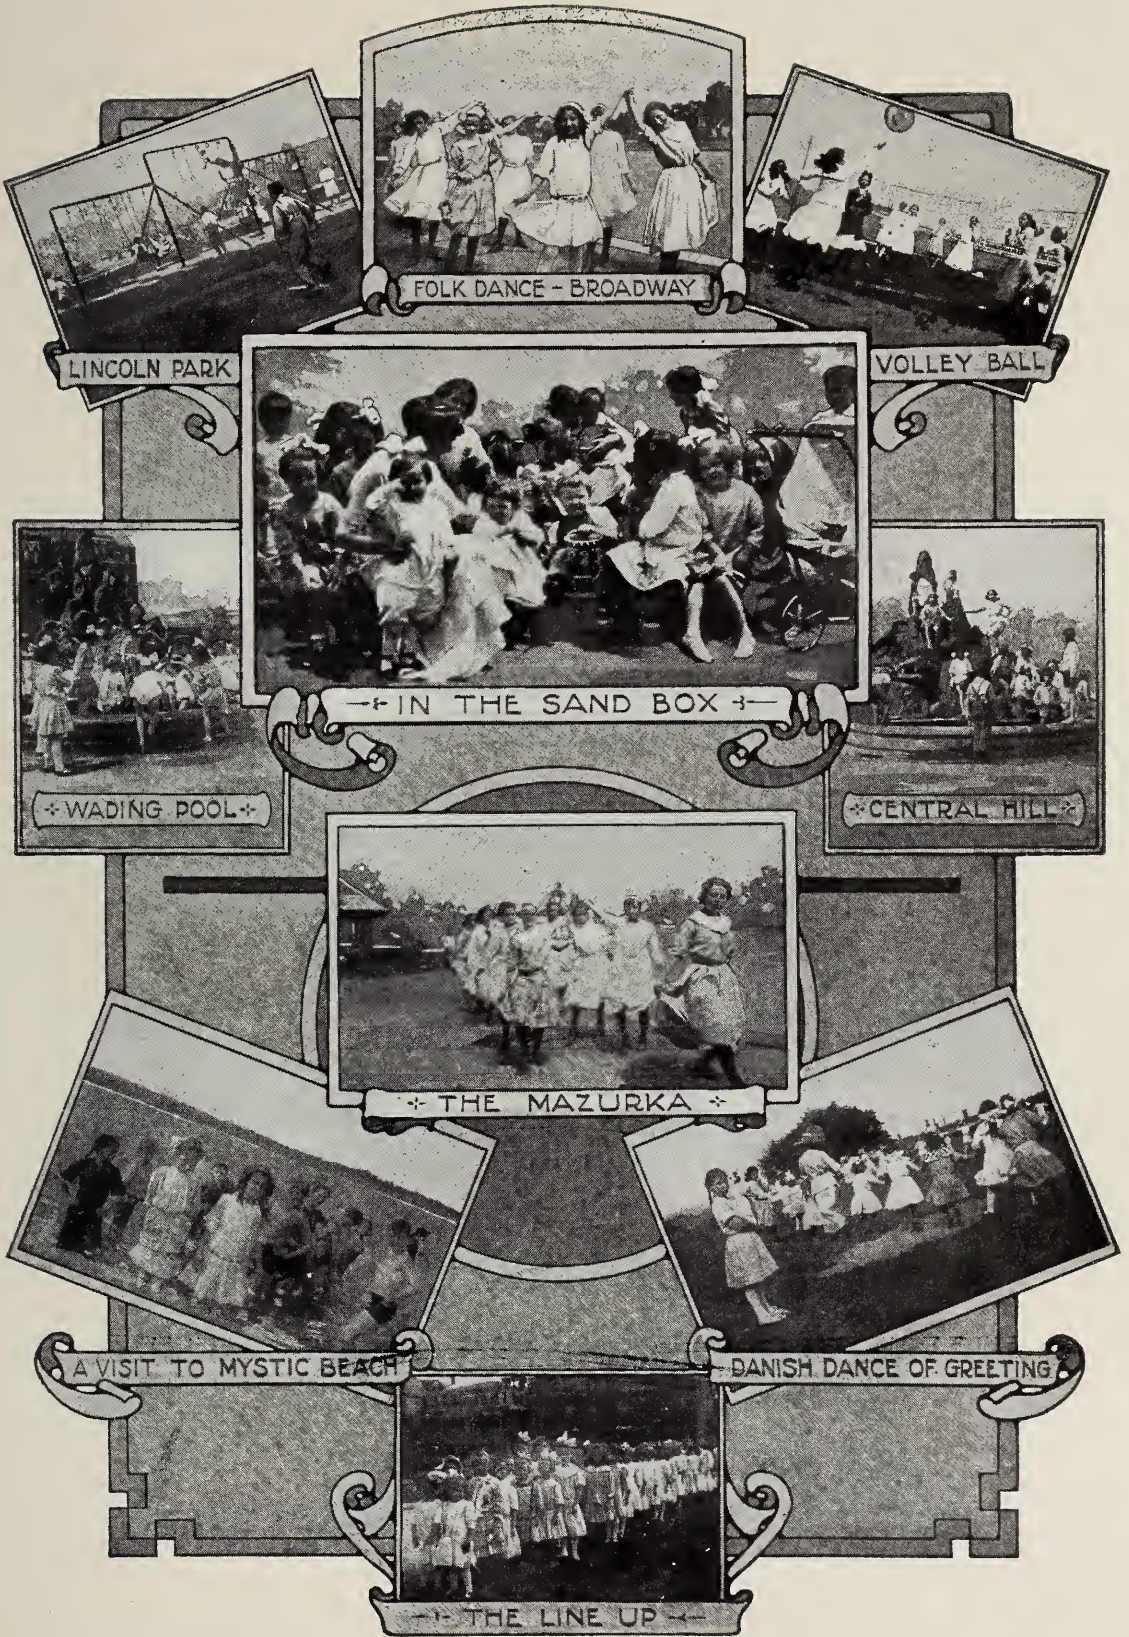 FOLK DANCE - BROADWAY
LINCOLN PARK
VOLLEY BALL
IN THE SAND BOX
WADING POOL
CENTRAL HILL
THE MAZURKA
A VISIT TO MYSTIC BEACH
DANISH DANCE OF GREETING
THE LINE UP